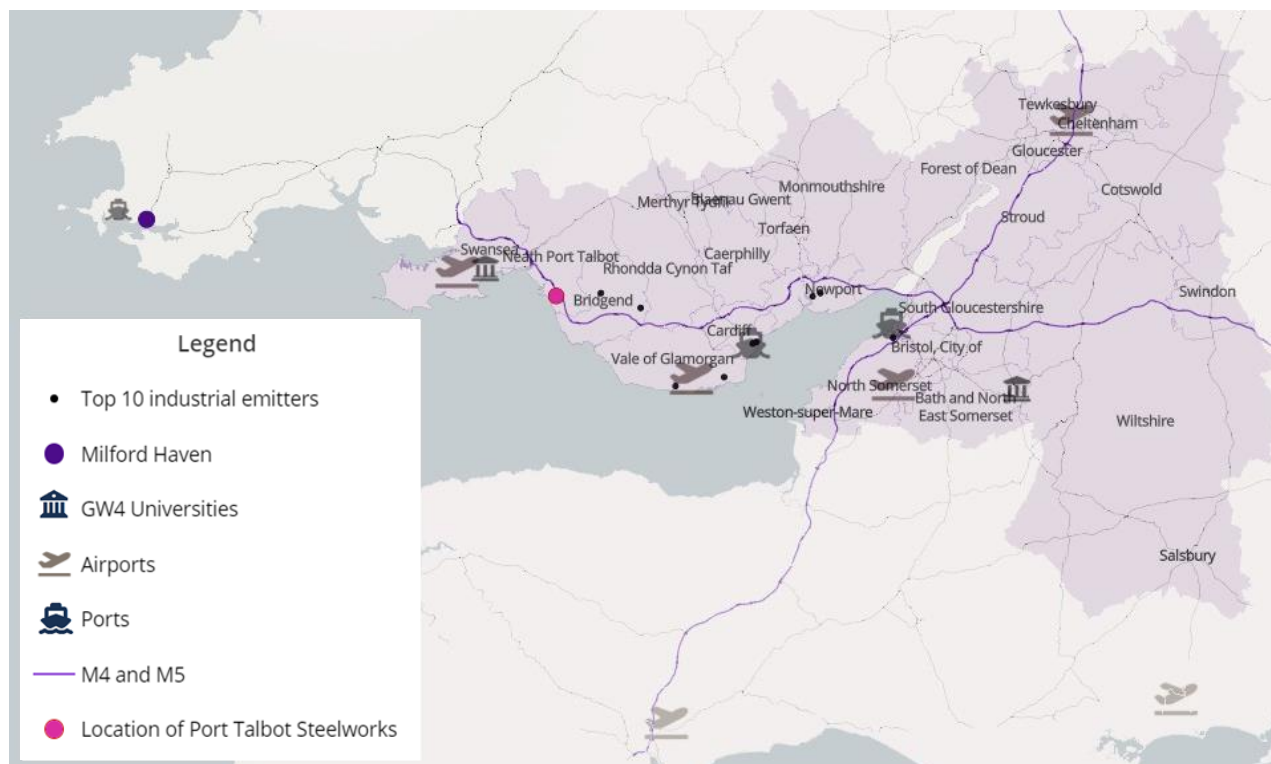 Tewkesbury
Cheltenham
Gloucester
Forest of Dean
Monmouthshire
Cotswold
Merthyr Tydfil
Blaenau Gwent
Stroud
Torfaen
Swansea
Neath Port Talbot
Caerphilly
Rhondda Cynon Taf
Newport
Swindon
Bridgend
South Gloucestershire
Cardiff
Bristol, City of
Vale of Glamorgan
North Somerset
Bath and North
East Somerset
Weston-super-Mare
Wiltshire
Salsbury
Legend
Top 10 industrial emitters
Milford Haven
GW4 Universities
Airports
Ports
M4 and M5
Location of Port Talbot Steelworks